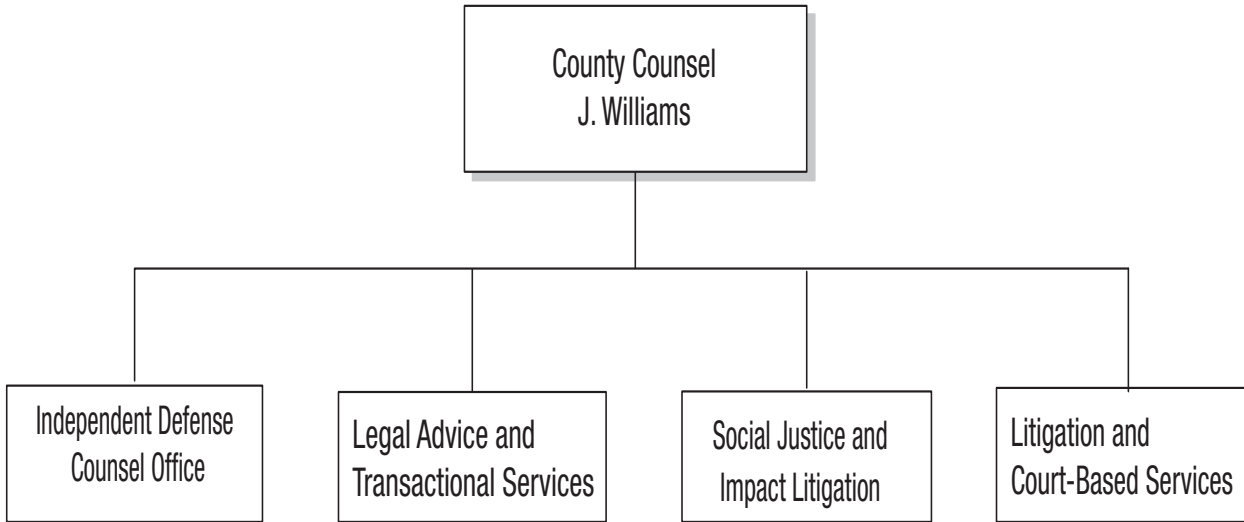 County Counsel
J. Williams
Independent Defense
Counsel Office
Legal Advice and
Transactional Services
Social Justice and
Impact Litigation
Litigation and
Court-Based Services